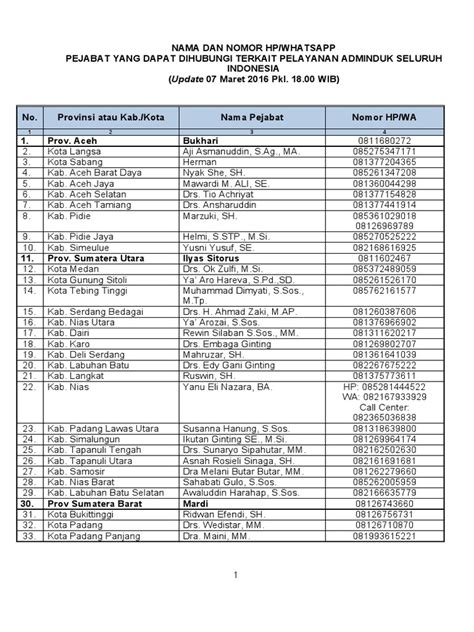 NAMA DAN NOMOR HP/WHATSAPP
PEJABAT YANG DAPAT DIHUBUNGI TERKAIT PELAYANAN ADMINDUK SELURUH
INDONESIA
(Update 07 Maret 2016 Pkl. 18.00 WIB)
No. Provinsi atau Kab./Kota Nama Pejabat Nomor HP/WA
1 2 3 4
1. Prov. Aceh Bukhari 0811680272
2. Kota Langsa Aji Asmanuddin, S.Ag., MA. 085275347171
3. Kota Sabang Herman 081377204365
4. Kab. Aceh Barat Daya Nyak She, SH. 085261347208
5. Kab. Aceh Jaya Mawardi M. ALI, SE. 081360044298
6. Kab. Aceh Selatan Drs. Tio Achriyat 081377154828
7. Kab. Aceh Tamiang Drs. Ansharuddin 081377441914
8. Kab. Pidie Marzuki, SH. 085361029018
08126969789
9. Kab. Pidie Jaya Helmi, S.STP., M.Si. 085270525222
10. Kab. Simeulue Yusni Yusuf, SE. 082168616925
11. Prov. Sumatera Utara Ilyas Sitorus 0811602467
12. Kota Medan Drs. Ok Zulfi, M.Si. 085372489059
13. Kota Gunung Sitoli Ya' Aro Hareva, S.Pd.,SD. 085261526170
14. Kota Tebing Tinggi Muhammad Dimyati, S.Sos., 085762161577
M.Tp.
15. Kab. Serdang Bedagai Drs. H. Ahmad Zaki, M.AP. 081260387606
16. Kab. Nias Utara Ya' Arozai, S.Sos. 081376966902
17. Kab. Dairi Rewin Silaban S.Sos., MM. 081311620217
18. Kab. Karo Drs. Embaga Ginting 081269802707
19. Kab. Deli Serdang Mahruzar, SH. 081361641039
20. Kab. Labuhan Batu Drs. Edy Gani Ginting 082267675222
21. Kab. Langkat Ruswin, SH. 081375773611
22. Kab. Nias Yanu Eli Nazara, BA. HP: 085281444522
WA: 082167933929
Call Center:
082365036838
23. Kab. Padang Lawas Utara Susanna Hanung, S.Sos. 081318639800
24. Kab. Simalungun Ikutan Ginting SE., M.Si 081269964174
25. Kab. Tapanuli Tengah Drs. Sunaryo Sipahutar, MM. 082162502630
26. Kab. Tapanuli Utara Asnah Rosieli Sinaga, SH. 082161691681
27. Kab. Samosir Dra Melani Butar Butar, MM. 082262290660
28. Kab. Nias Barat Sahabati Gulo, S.Sos. 085262005959
29. Kab. Labuhan Batu Selatan Awaluddin Harahap, S.Sos. 082166635779
30. Prov Sumatera Barat Mardi 08126743660
31. Kota Bukittinggi Ridwan Efendi, SH. 08126756731
32. Kota Padang Drs. Wedistar, MM. 08126710870
33. Kota Padang Panjang Dra. Maini, MM. 081993615221
1